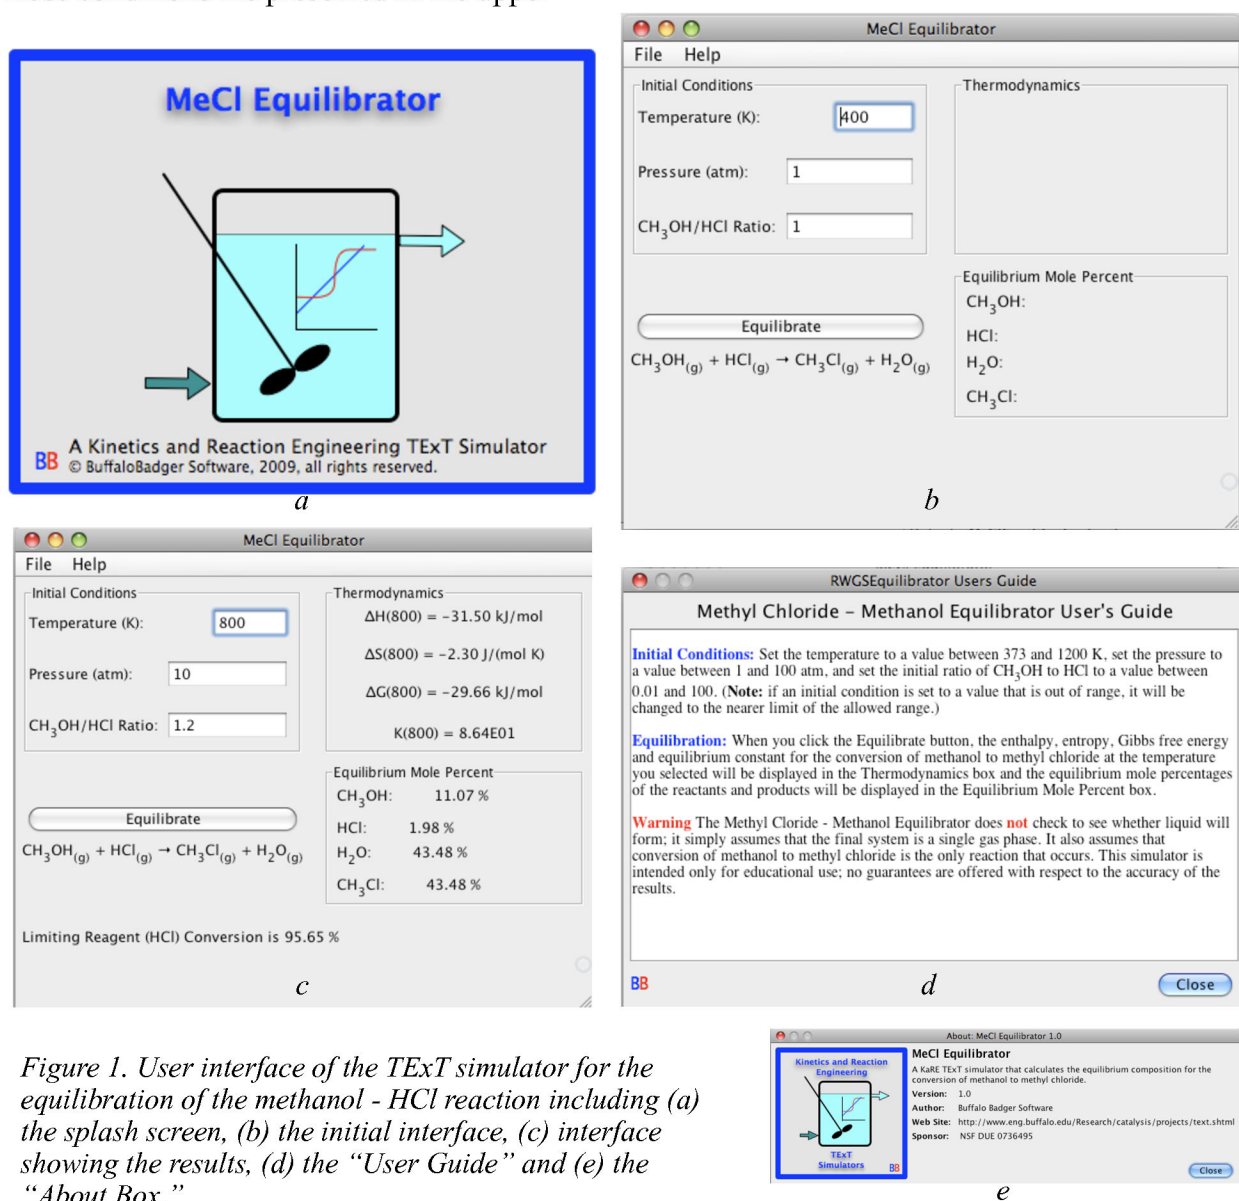 MeCl Equilibrator
A Kinetics and Reaction Engineering TExT Simulator
BB © BuffaloBadger Software, 2009, all rights reserved.
a
MeCl Equilibrator
File Help
Initial Conditions
Temperature (K): 400
Pressure (atm): 1
CH3OH/HCl Ratio: 1
Equilibrate
CH3OH(g) + HCl(g) → CH3Cl(g) + H2O(g)
Thermodynamics
Equilibrium Mole Percent
CH3OH:
HCl:
H2O:
CH3Cl:
b
MeCl Equilibrator
File Help
Initial Conditions
Temperature (K): 800
Pressure (atm): 10
CH3OH/HCl Ratio: 1.2
Equilibrate
CH3OH(g) + HCl(g) → CH3Cl(g) + H2O(g)
Thermodynamics
ΔH(800) = -31.50 kJ/mol
ΔS(800) = -2.30 J/(mol K)
ΔG(800) = -29.66 kJ/mol
K(800) = 8.64E01
Equilibrium Mole Percent
CH3OH: 11.07 %
HCl: 1.98 %
H2O: 43.48 %
CH3Cl: 43.48 %
Limiting Reagent (HCl) Conversion is 95.65 %
c
RWGSEquilibrator Users Guide
Methyl Chloride – Methanol Equilibrator User's Guide
Initial Conditions: Set the temperature to a value between 373 and 1200 K, set the pressure to
a value between 1 and 100 atm, and set the initial ratio of CH3OH to HCl to a value between
0.01 and 100. (Note: if an initial condition is set to a value that is out of range, it will be
changed to the nearer limit of the allowed range.)
Equilibration: When you click the Equilibrate button, the enthalpy, entropy, Gibbs free energy
and equilibrium constant for the conversion of methanol to methyl chloride at the temperature
you selected will be displayed in the Thermodynamics box and the equilibrium mole percentages
of the reactants and products will be displayed in the Equilibrium Mole Percent box.
Warning The Methyl Cloride - Methanol Equilibrator does not check to see whether liquid will
form; it simply assumes that the final system is a single gas phase. It also assumes that
conversion of methanol to methyl chloride is the only reaction that occurs. This simulator is
intended only for educational use; no guarantees are offered with respect to the accuracy of the
results.
BB
d
Close
Figure 1. User interface of the TExT simulator for the
equilibration of the methanol - HCl reaction including (a)
the splash screen, (b) the initial interface, (c) interface
showing the results, (d) the “User Guide” and (e) the
“About Box.”
About: MeCl Equilibrator 1.0
Kinetics and Reaction
Engineering
TExT
Simulators
BB
MeCl Equilibrator
A KaRE TExT simulator that calculates the equilibrium composition for the
conversion of methanol to methyl chloride.
Version: 1.0
Author: Buffalo Badger Software
Web Site: http://www.eng.buffalo.edu/Research/catalysis/projects/text.shtml
Sponsor: NSF DUE 0736495
Close
e